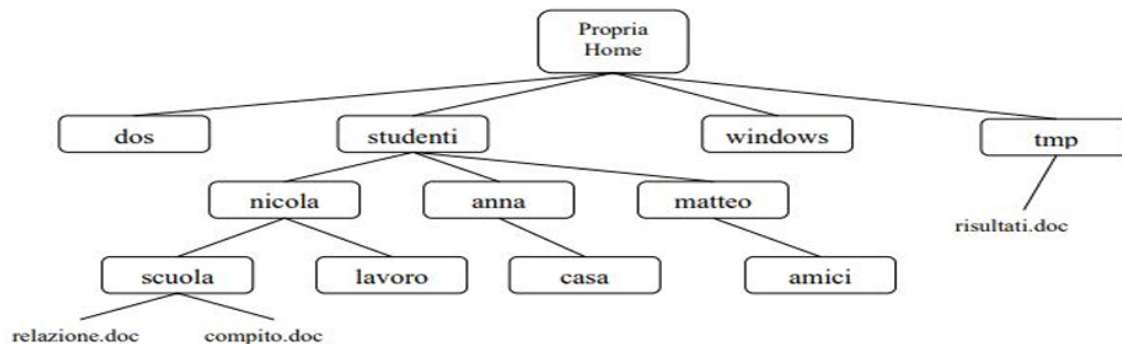 Propria
Home
dos
studenti
windows
tmp
nicola
anna
matteo
risultati.doc
scuola
lavoro
casa
amici
relazione.doc
compito.doc